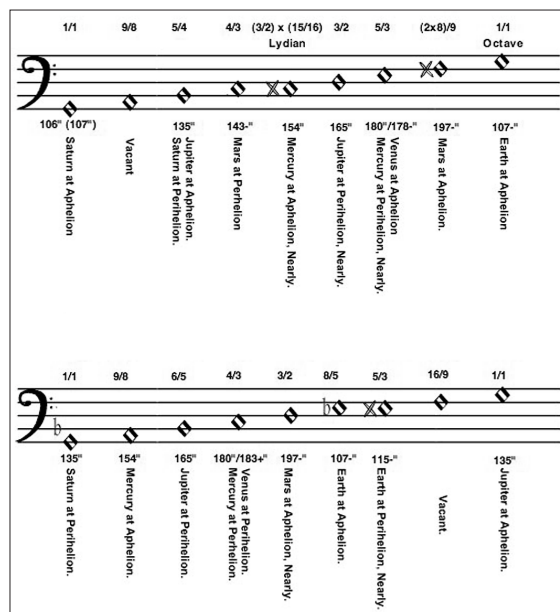 1/1 9/8 5/4 4/3 (3/2) x (15/16) 3/2 5/3 (2x8)/9 1/1
Lydian Octave
106" (107") 135" 143-" 154" 165" 180"/178-" 197-" 107-"
Saturn at Aphelion
Vacant
Jupiter at Aphelion.
Saturn at Perihelion.
Mars at Perhelion
Mercury at Aphelion, Nearly.
Jupiter at Perihelion, Nearly.
Venus at Aphelion
Mercury at Perihelion, Nearly.
Mars at Aphelion.
Earth at Aphelion
1/1 9/8 6/5 4/3 3/2 8/5 5/3 16/9 1/1
135" 154" 165" 180"/183+" 197-" 107-" 115-" 135"
Saturn at Perihelion.
Mercury at Aphelion.
Jupiter at Perihelion.
Venus at Perihelion.
Mercury at Perhelion.
Mars at Aphelion, Nearly.
Earth at Aphelion.
Earth at Perihelion, Nearly.
Vacant.
Jupiter at Aphelion.